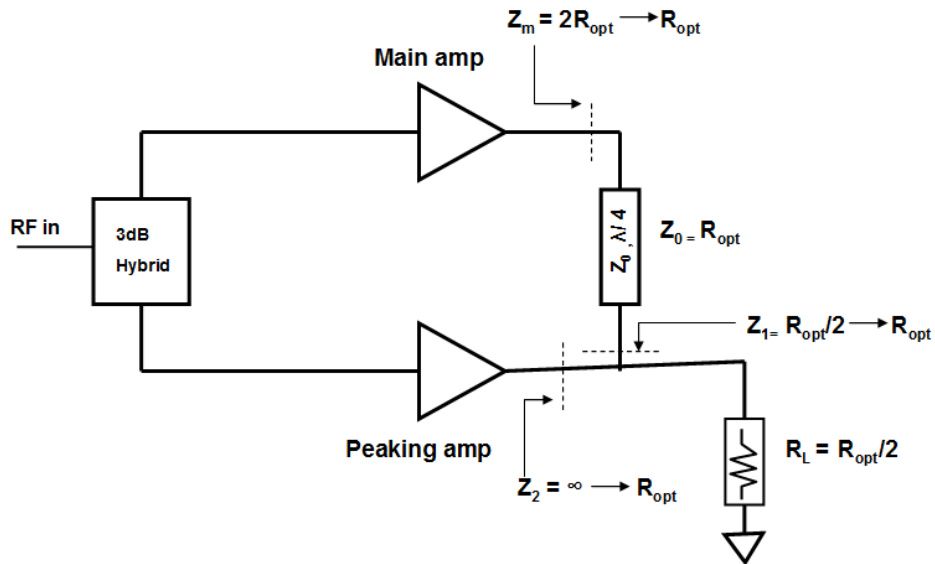 Zm = 2Ropt → Ropt
Main amp
RF in
3dB
Hybrid
Z0 , λ/ 4
Z0 = Ropt
Z1= Ropt/2 → Ropt
Peaking amp
Z2 = ∞ → Ropt
RL = Ropt/2